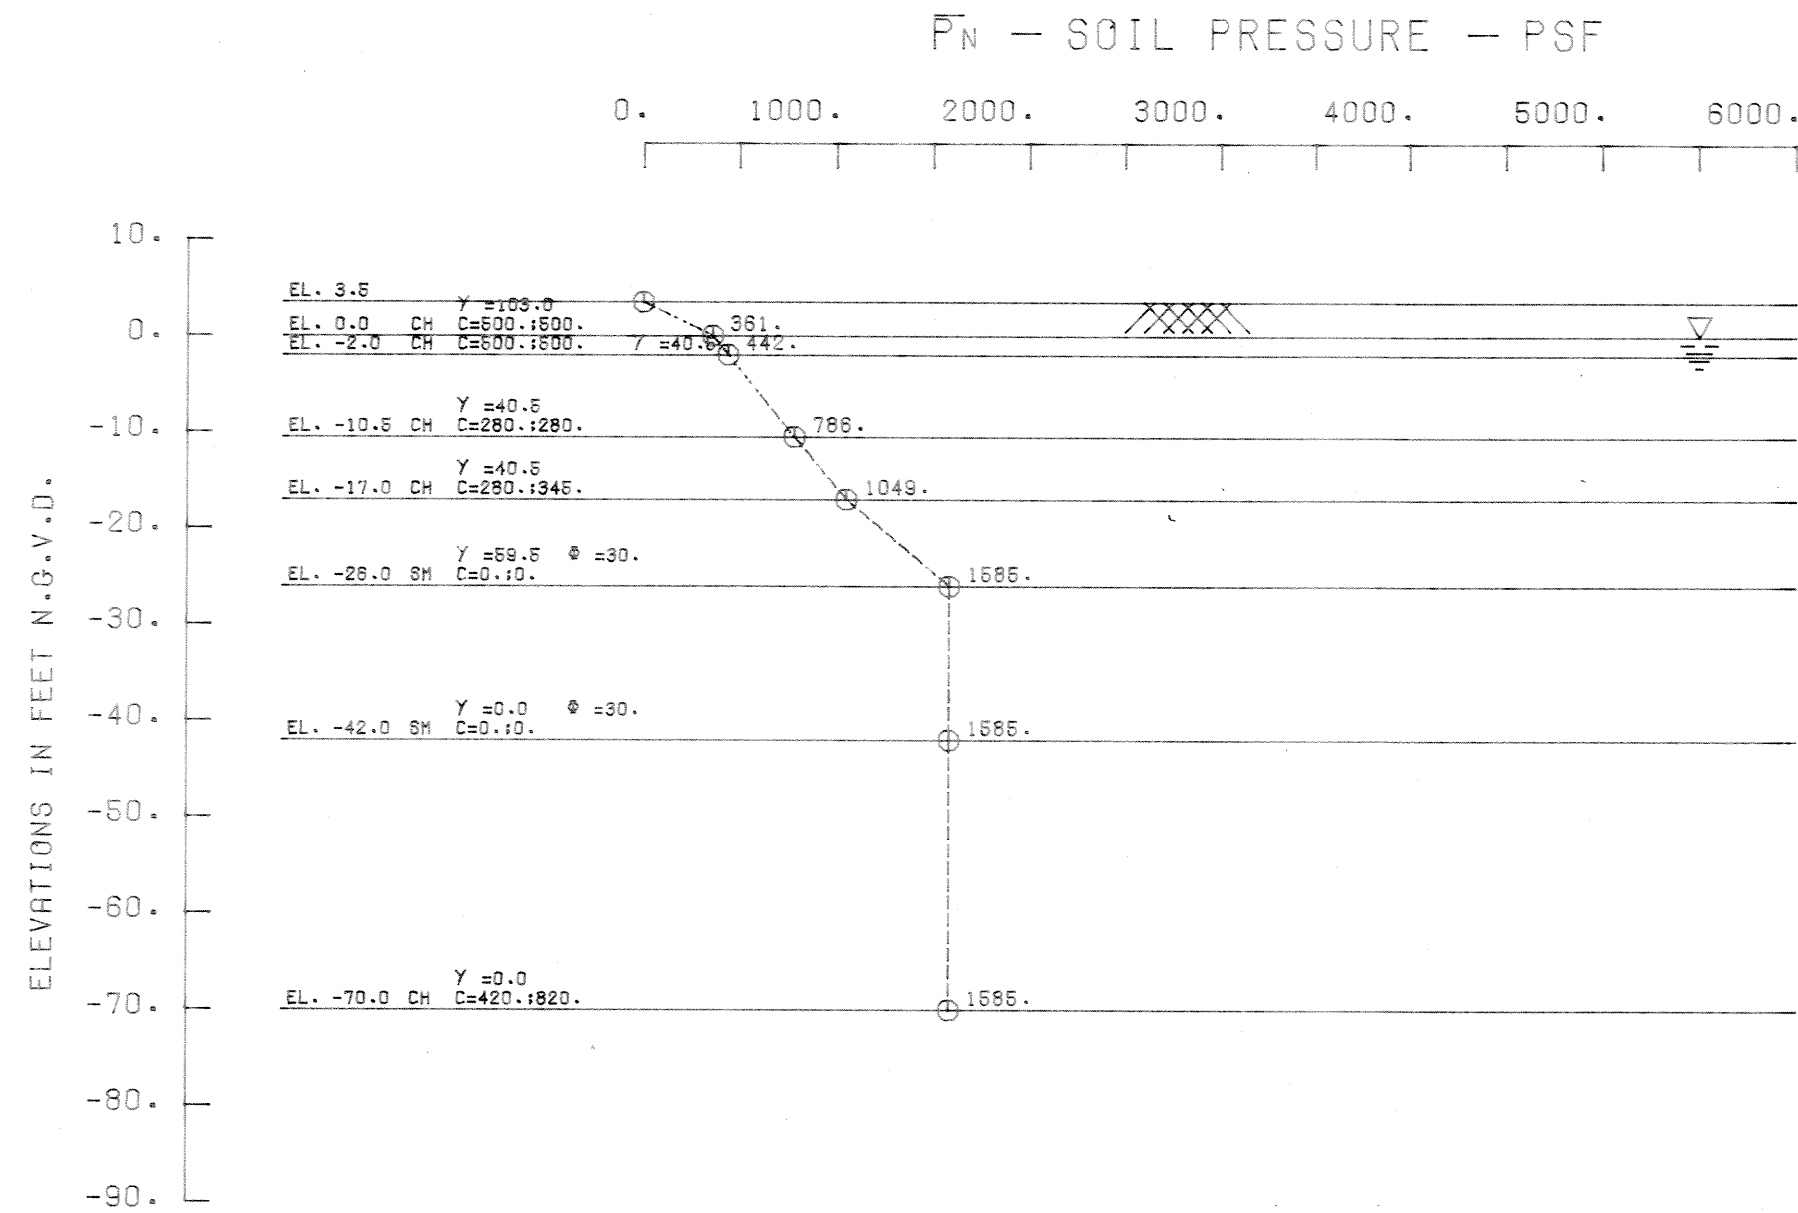 P̅N — SOIL PRESSURE — PSF
0. 1000. 2000. 3000. 4000. 5000. 6000.
ELEVATIONS IN FEET N.G.V.D.
10.
EL. 3.5
γ =103.0
EL. 0.0 CH C=500.;500. 361.
0.
EL. -2.0 CH C=500.;500. γ =40.5 442.
γ =40.5
-10. EL. -10.5 CH C=280.;280. 786.
γ =40.5
EL. -17.0 CH C=280.;345. 1049.
-20.
γ =59.5 Φ =30.
EL. -26.0 SM C=0.;0. 1585.
-30.
γ =0.0 Φ =30.
-40. EL. -42.0 SM C=0.;0. 1585.
-50.
-60.
γ =0.0
-70. EL. -70.0 CH C=420.;820. 1585.
-80.
-90.